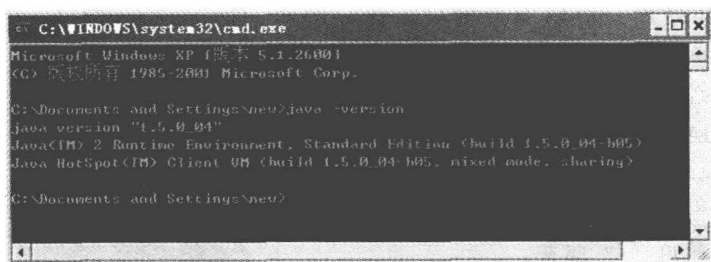 C:\WINDOWS\system32\cmd.exe
Microsoft Windows XP [版本 5.1.2600]
(C) 版权所有 1985-2001 Microsoft Corp.
C:\Documents and Settings\new>java -version
java version "1.5.0_04"
Java(TM) 2 Runtime Environment, Standard Edition (build 1.5.0_04-b05)
Java HotSpot(TM) Client VM (build 1.5.0_04-b05, mixed mode, sharing)
C:\Documents and Settings\new>